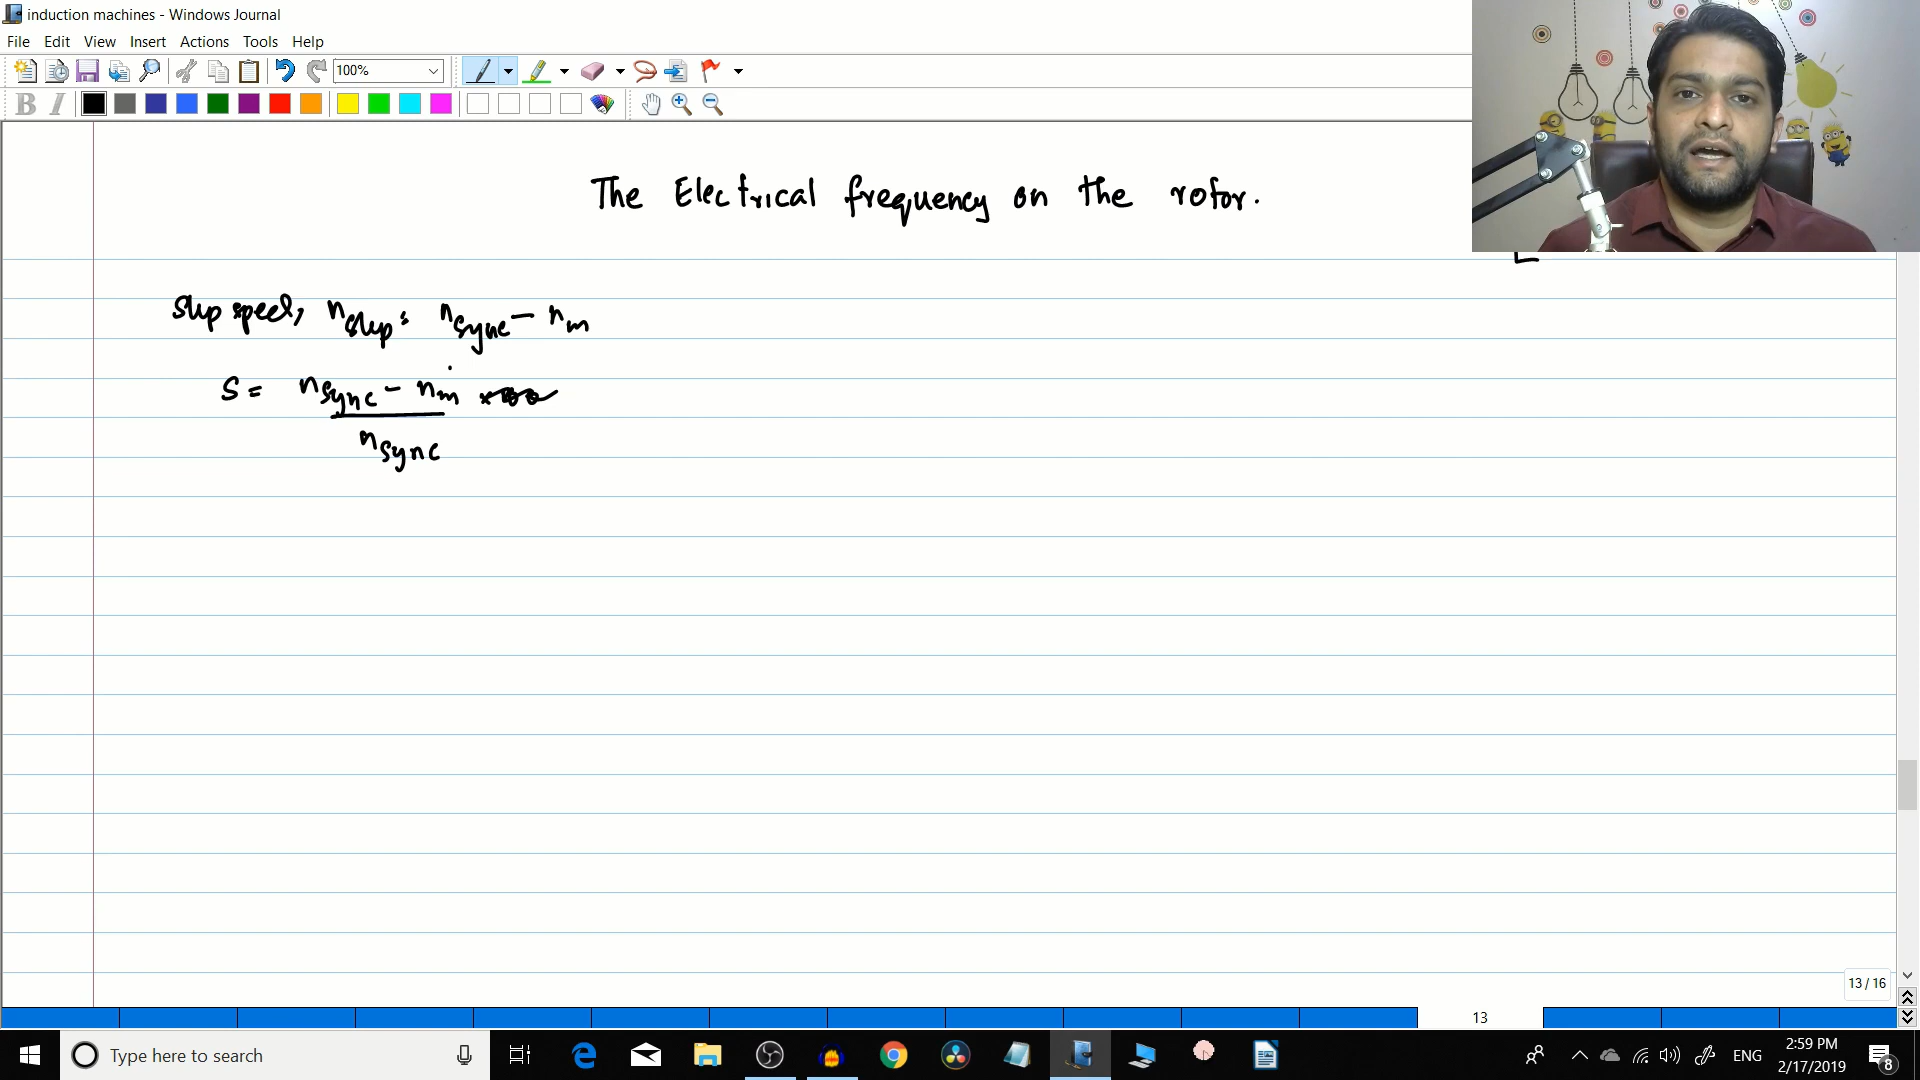 induction machines - Windows Journal
File Edit View Insert Actions Tools Help
100%
B I
The Electrical frequency on the rotor.
Slip speed, nslip = nsync - nm
S = nsync - nm
nsync
13 / 16
13
Type here to search
ENG
2:59 PM
2/17/2019
8